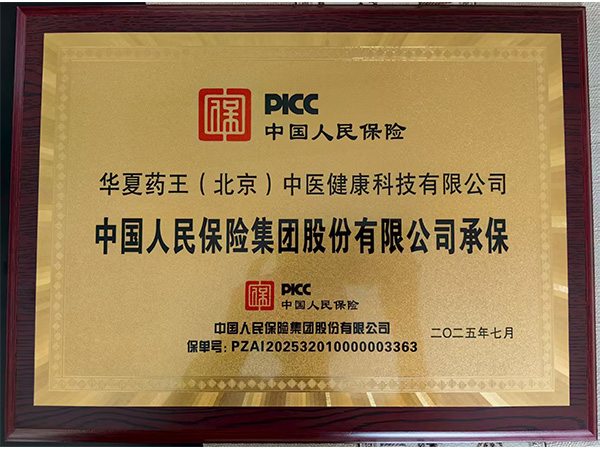 PICC
中国人民保险
华夏药王（北京）中医健康科技有限公司
中国人民保险集团股份有限公司承保
PICC
中国人民保险
中国人民保险集团股份有限公司
保单号：PZAI202532010000003363
二〇二五年七月